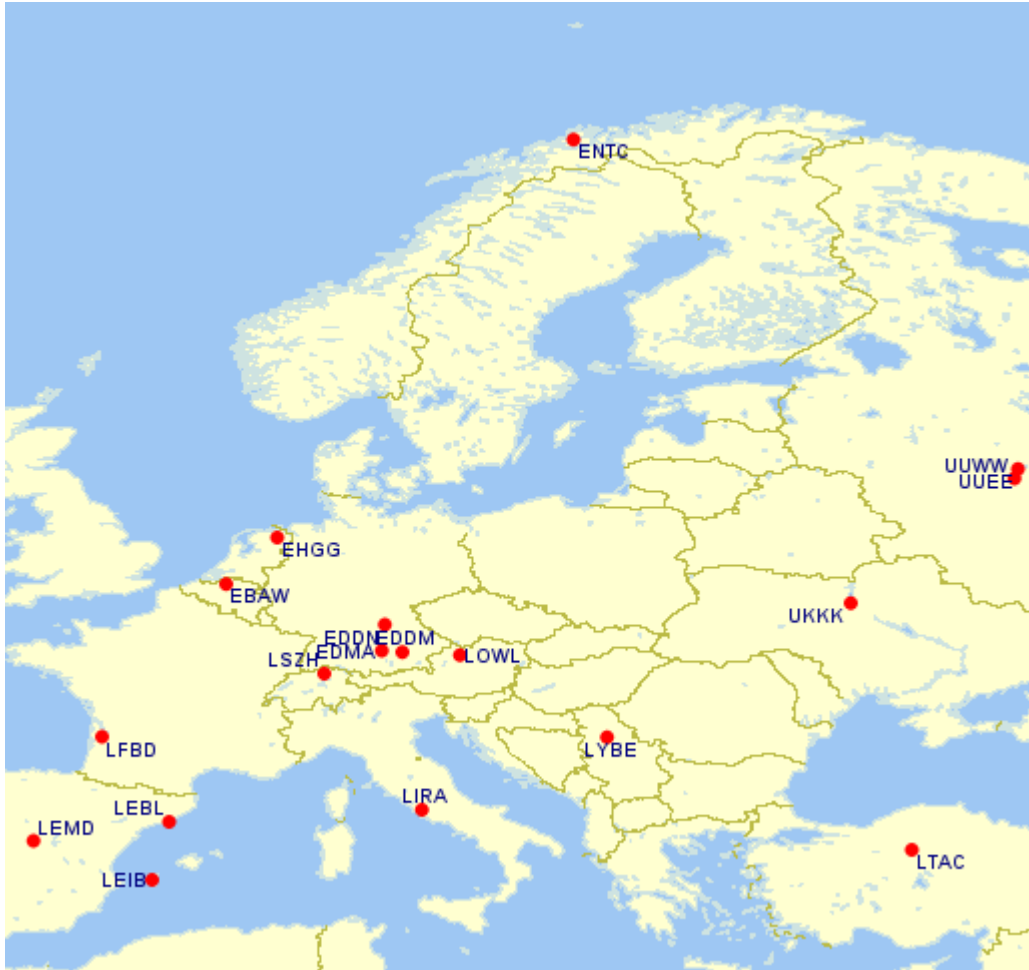 ENTC
UUWW
UUEE
EHGG
EBAW
UKKK
EDDN
EDDM
EDMA
LOWL
LSZH
LFBD
LYBE
LIRA
LEBL
LEMD
LTAC
LEIB